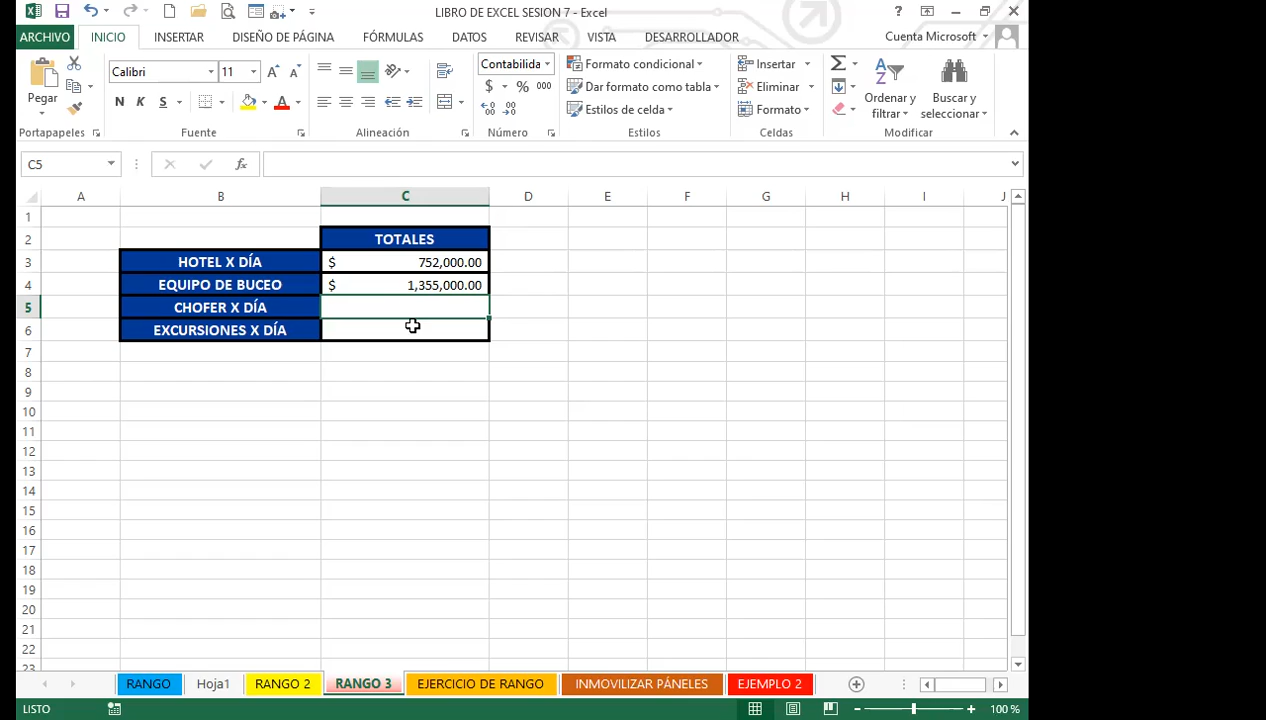 LIBRO DE EXCEL SESION 7 - Excel
?
ARCHIVO INICIO INSERTAR DISEÑO DE PÁGINA FÓRMULAS DATOS REVISAR VISTA DESARROLLADOR Cuenta Microsoft
Pegar
Calibri 11
N K S
Contabilida
$ % 000
Formato condicional
Dar formato como tabla
Estilos de celda
Insertar
Eliminar
Formato
Ordenar y
filtrar
Buscar y
seleccionar
Portapapeles Fuente Alineación Número Estilos Celdas Modificar
C5 fx
A B C D E F G H I J
1
2 TOTALES
3 HOTEL X DÍA $ 752,000.00
4 EQUIPO DE BUCEO $ 1,355,000.00
5 CHOFER X DÍA
6 EXCURSIONES X DÍA
7
8
9
10
11
12
13
14
15
16
17
18
19
20
21
22
23
RANGO Hoja1 RANGO 2 RANGO 3 EJERCICIO DE RANGO INMOVILIZAR PÁNELES EJEMPLO 2
LISTO 100 %